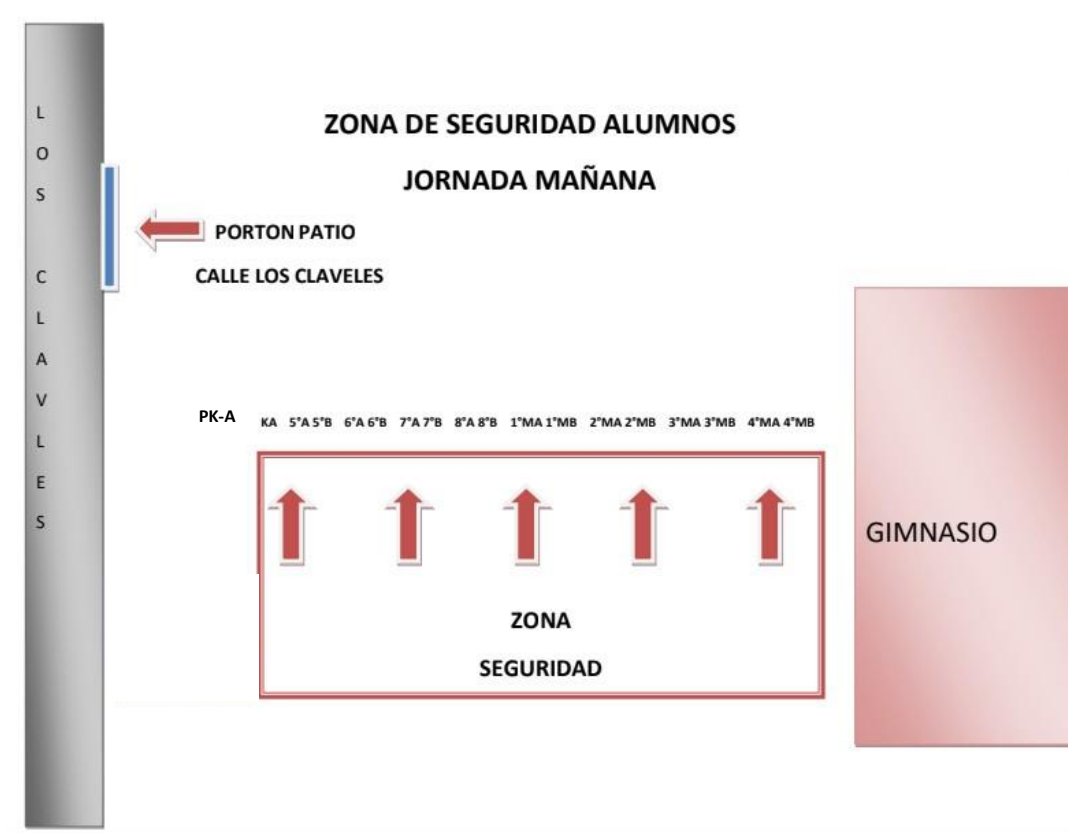 LOS CLAVLES
ZONA DE SEGURIDAD ALUMNOS
JORNADA MAÑANA
PORTON PATIO
CALLE LOS CLAVELES
PK-A KA 5°A 5°B 6°A 6°B 7°A 7°B 8°A 8°B 1°MA 1°MB 2°MA 2°MB 3°MA 3°MB 4°MA 4°MB
GIMNASIO
ZONA
SEGURIDAD